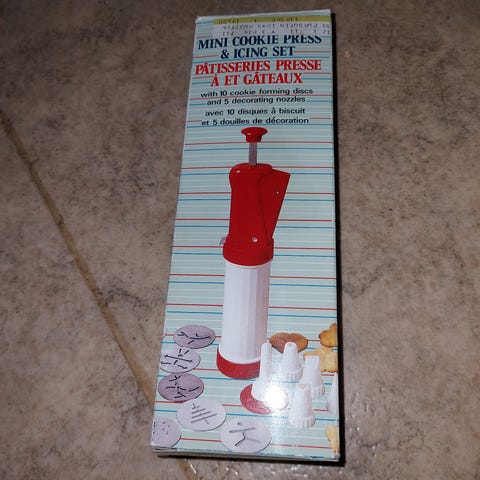 MINI COOKIE PRESS
& ICING SET
PÂTISSERIES PRESSE
À ET GÂTEAUX
with 10 cookie forming discs
and 5 decorating nozzles
avec 10 disques à biscuit
et 5 douilles de décoration